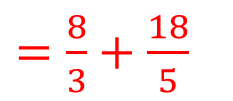 = 8/3 + 18/5